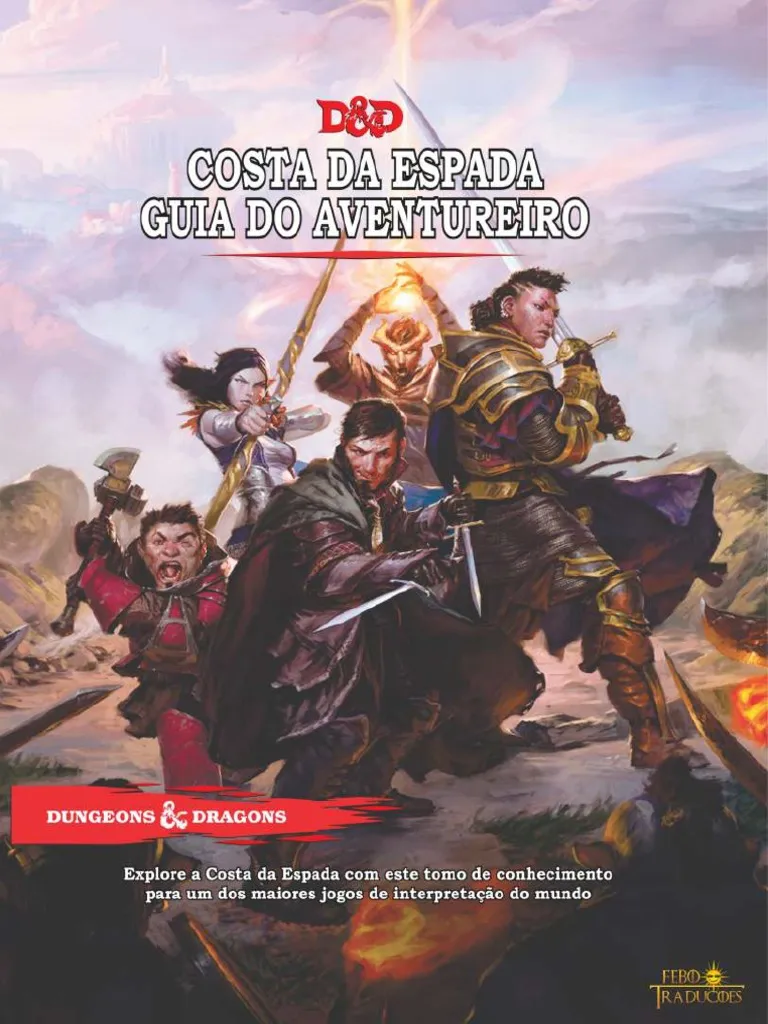 D&D
COSTA DA ESPADA
GUIA DO AVENTUREIRO
DUNGEONS & DRAGONS
Explore a Costa da Espada com este tomo de conhecimento
para um dos maiores jogos de interpretação do mundo
FEBO
TRADUÇÕES